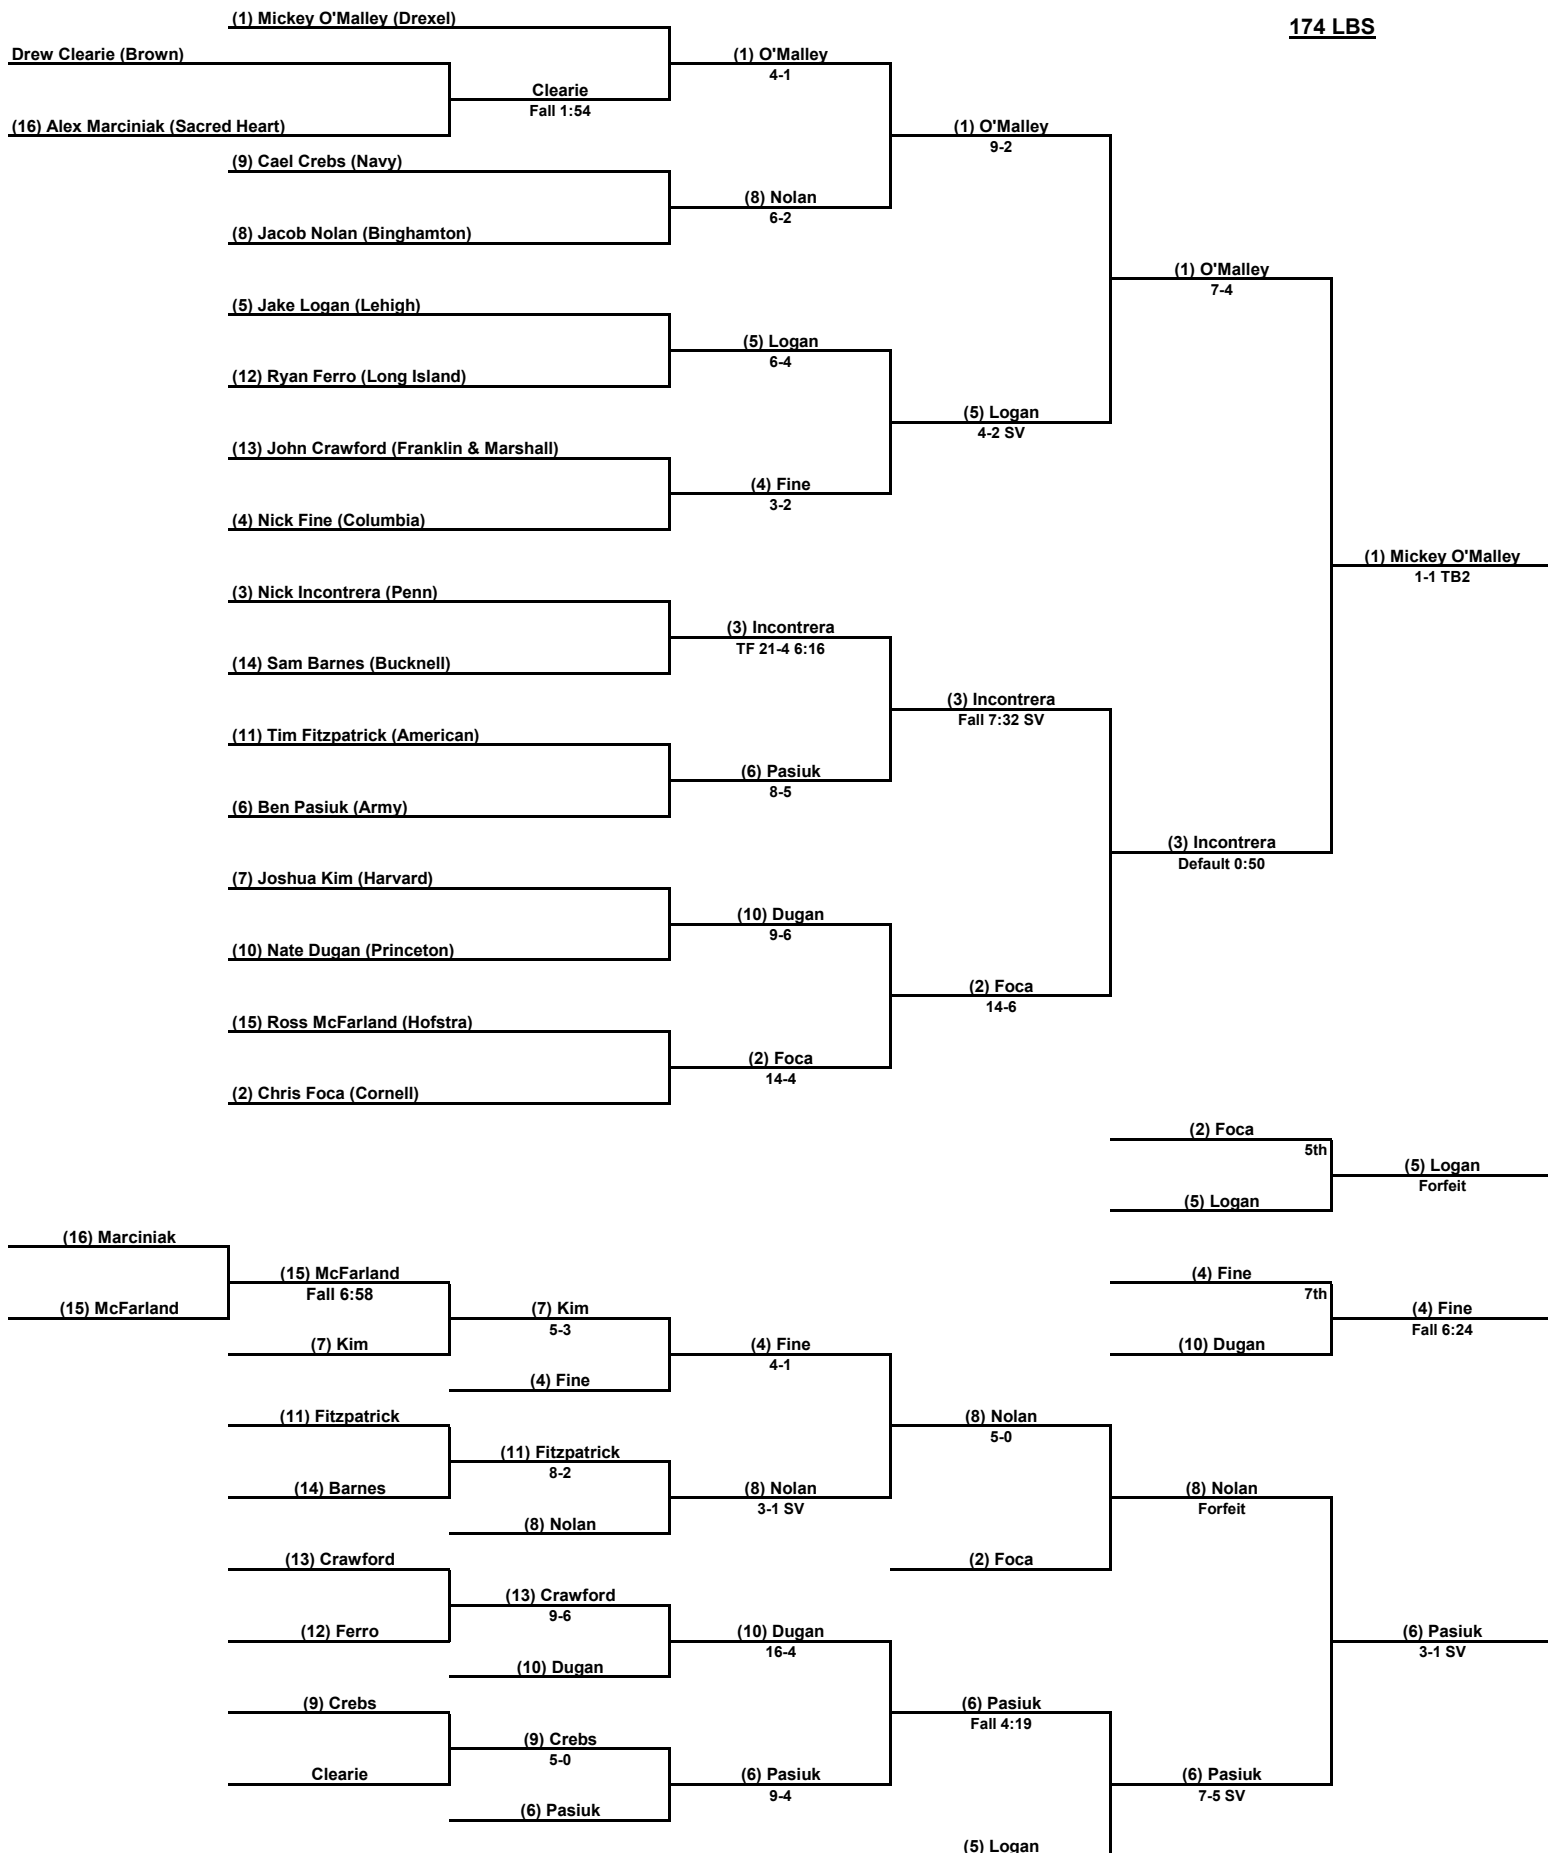 (1) Mickey O'Malley (Drexel)
174 LBS
Drew Clearie (Brown)
(1) O'Malley
4-1
Clearie
Fall 1:54
(16) Alex Marciniak (Sacred Heart)
(1) O'Malley
9-2
(9) Cael Crebs (Navy)
(8) Nolan
6-2
(8) Jacob Nolan (Binghamton)
(1) O'Malley
7-4
(5) Jake Logan (Lehigh)
(5) Logan
6-4
(12) Ryan Ferro (Long Island)
(5) Logan
4-2 SV
(13) John Crawford (Franklin & Marshall)
(4) Fine
3-2
(4) Nick Fine (Columbia)
(1) Mickey O'Malley
1-1 TB2
(3) Nick Incontrera (Penn)
(3) Incontrera
TF 21-4 6:16
(14) Sam Barnes (Bucknell)
(3) Incontrera
Fall 7:32 SV
(11) Tim Fitzpatrick (American)
(6) Pasiuk
8-5
(6) Ben Pasiuk (Army)
(3) Incontrera
Default 0:50
(7) Joshua Kim (Harvard)
(10) Dugan
9-6
(10) Nate Dugan (Princeton)
(2) Foca
14-6
(15) Ross McFarland (Hofstra)
(2) Foca
14-4
(2) Chris Foca (Cornell)
(2) Foca
5th
(5) Logan
Forfeit
(5) Logan
(16) Marciniak
(15) McFarland
Fall 6:58
(4) Fine
7th
(15) McFarland
(7) Kim
5-3
(4) Fine
Fall 6:24
(7) Kim
(4) Fine
4-1
(10) Dugan
(4) Fine
(11) Fitzpatrick
(8) Nolan
5-0
(11) Fitzpatrick
8-2
(14) Barnes
(8) Nolan
3-1 SV
(8) Nolan
Forfeit
(8) Nolan
(13) Crawford
(2) Foca
(13) Crawford
9-6
(12) Ferro
(10) Dugan
16-4
(6) Pasiuk
3-1 SV
(10) Dugan
(9) Crebs
(6) Pasiuk
Fall 4:19
(9) Crebs
5-0
Clearie
(6) Pasiuk
9-4
(6) Pasiuk
7-5 SV
(6) Pasiuk
(5) Logan